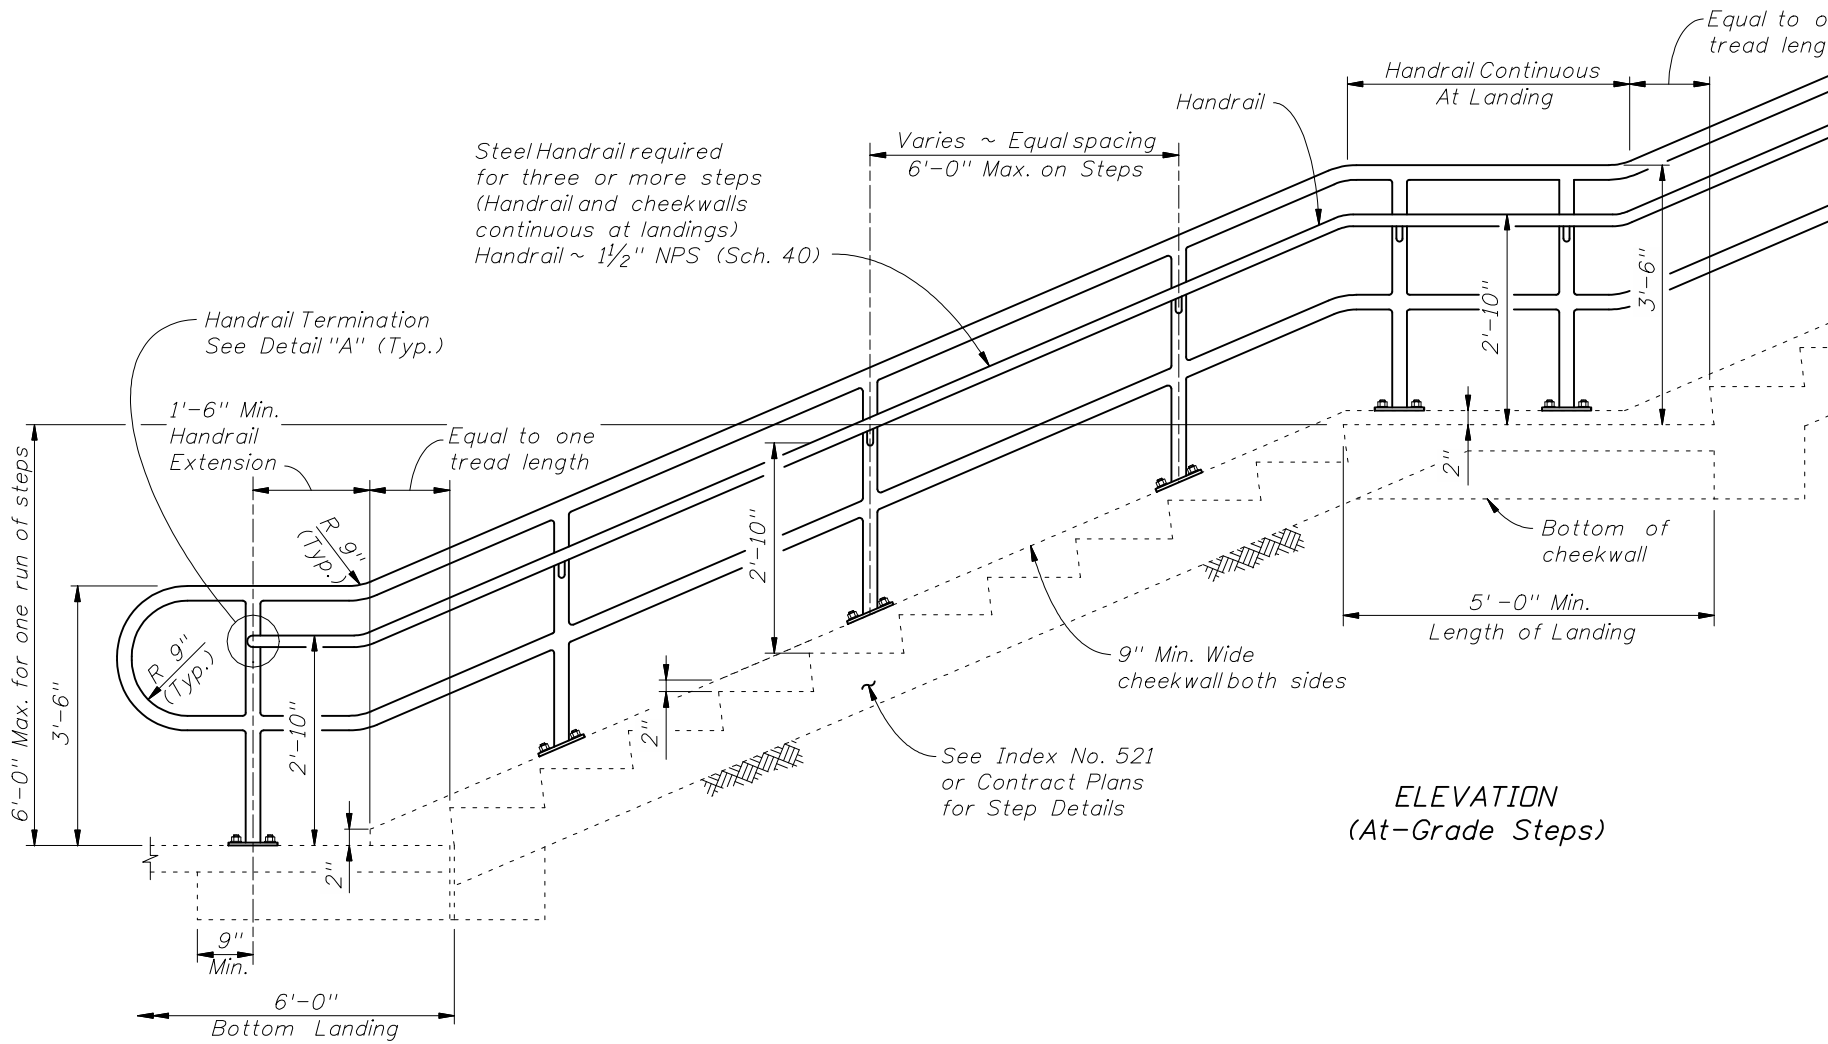 Equal to
tread
Handrail Continuous
At Landing
Handrail
Varies ~ Equal spacing
6'-0" Max. on Steps
Steel Handrail required
for three or more steps
(Handrail and cheekwalls
continuous at landings)
Handrail ~ 1½" NPS (Sch. 40)
Handrail Termination
See Detail "A" (Typ.)
1'-6" Min.
Handrail
Extension
Equal to one
tread length
6'-0" Max. for one run of steps
3'-6"
R 9"
(Typ.)
R 9"
(Typ.)
2'-10"
2"
2'-10"
2"
2'-10"
3'-6"
2"
Bottom of
cheekwall
5'-0" Min.
Length of Landing
9" Min. Wide
cheekwall both sides
See Index No. 521
or Contract Plans
for Step Details
ELEVATION
(At-Grade Steps)
9"
Min.
6'-0"
Bottom Landing